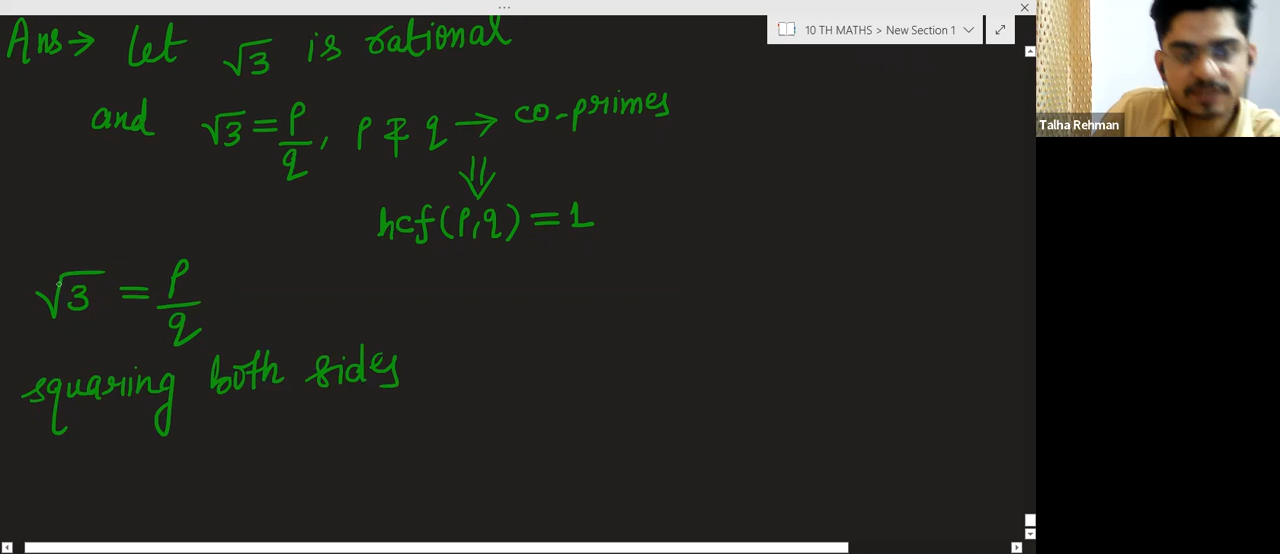 10 TH MATHS > New Section 1
Talha Rehman
Ans → Let √3 is rational
and √3 = p/q, p & q → co-primes
⇓
hcf(p,q) = 1
√3 = p/q
squaring both sides